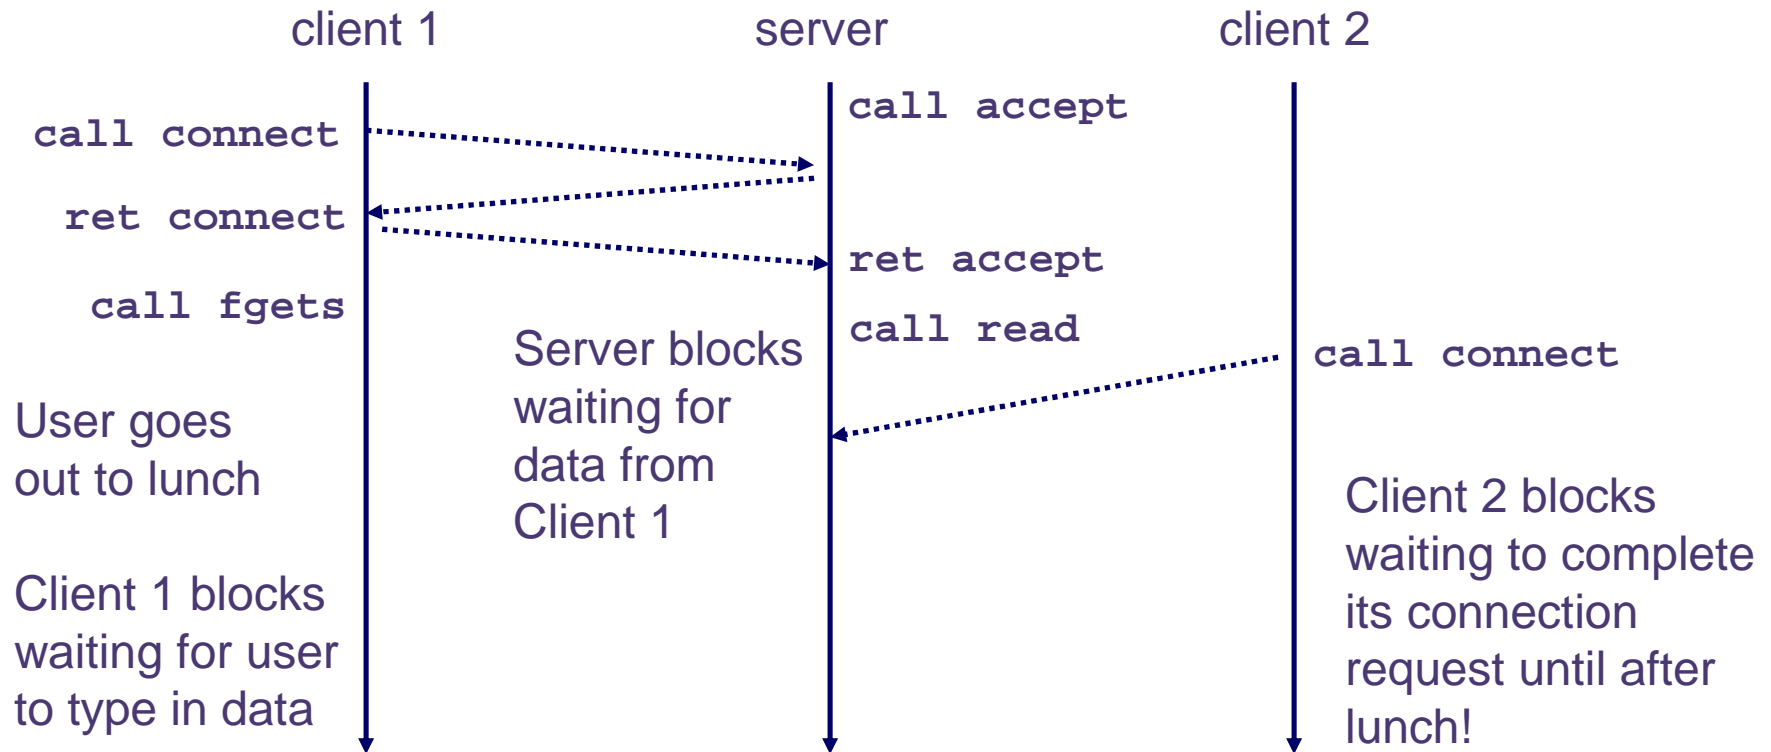 client 1
server
client 2
call connect
call accept
ret connect
ret accept
call fgets
call read
call connect
Server blocks
waiting for
data from
Client 1
User goes
out to lunch
Client 1 blocks
waiting for user
to type in data
Client 2 blocks
waiting to complete
its connection
request until after
lunch!